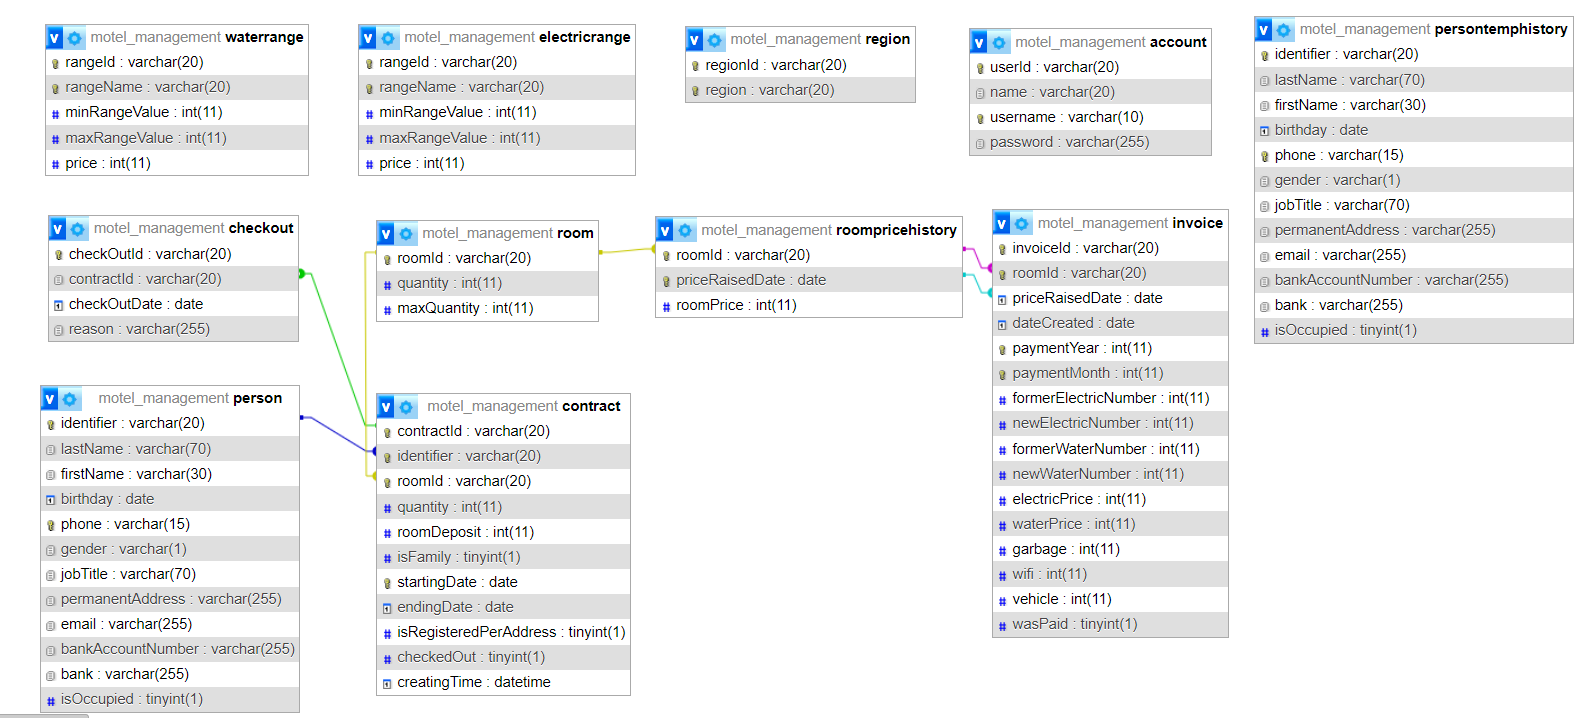 motel_management waterrange
rangeId : varchar(20)
rangeName : varchar(20)
minRangeValue : int(11)
maxRangeValue : int(11)
price : int(11)
motel_management electricrange
rangeId : varchar(20)
rangeName : varchar(20)
minRangeValue : int(11)
maxRangeValue : int(11)
price : int(11)
motel_management region
regionId : varchar(20)
region : varchar(20)
motel_management account
userId : varchar(20)
name : varchar(20)
username : varchar(10)
password : varchar(255)
motel_management persontemphistory
identifier : varchar(20)
lastName : varchar(70)
firstName : varchar(30)
birthday : date
phone : varchar(15)
gender : varchar(1)
jobTitle : varchar(70)
permanentAddress : varchar(255)
email : varchar(255)
bankAccountNumber : varchar(255)
bank : varchar(255)
isOccupied : tinyint(1)
motel_management checkout
checkOutId : varchar(20)
contractId : varchar(20)
checkOutDate : date
reason : varchar(255)
motel_management room
roomId : varchar(20)
quantity : int(11)
maxQuantity : int(11)
motel_management roompricehistory
roomId : varchar(20)
priceRaisedDate : date
roomPrice : int(11)
motel_management invoice
invoiceId : varchar(20)
roomId : varchar(20)
priceRaisedDate : date
dateCreated : date
paymentYear : int(11)
paymentMonth : int(11)
formerElectricNumber : int(11)
newElectricNumber : int(11)
formerWaterNumber : int(11)
newWaterNumber : int(11)
electricPrice : int(11)
waterPrice : int(11)
garbage : int(11)
wifi : int(11)
vehicle : int(11)
wasPaid : tinyint(1)
motel_management person
identifier : varchar(20)
lastName : varchar(70)
firstName : varchar(30)
birthday : date
phone : varchar(15)
gender : varchar(1)
jobTitle : varchar(70)
permanentAddress : varchar(255)
email : varchar(255)
bankAccountNumber : varchar(255)
bank : varchar(255)
isOccupied : tinyint(1)
motel_management contract
contractId : varchar(20)
identifier : varchar(20)
roomId : varchar(20)
quantity : int(11)
roomDeposit : int(11)
isFamily : tinyint(1)
startingDate : date
endingDate : date
isRegisteredPerAddress : tinyint(1)
checkedOut : tinyint(1)
creatingTime : datetime